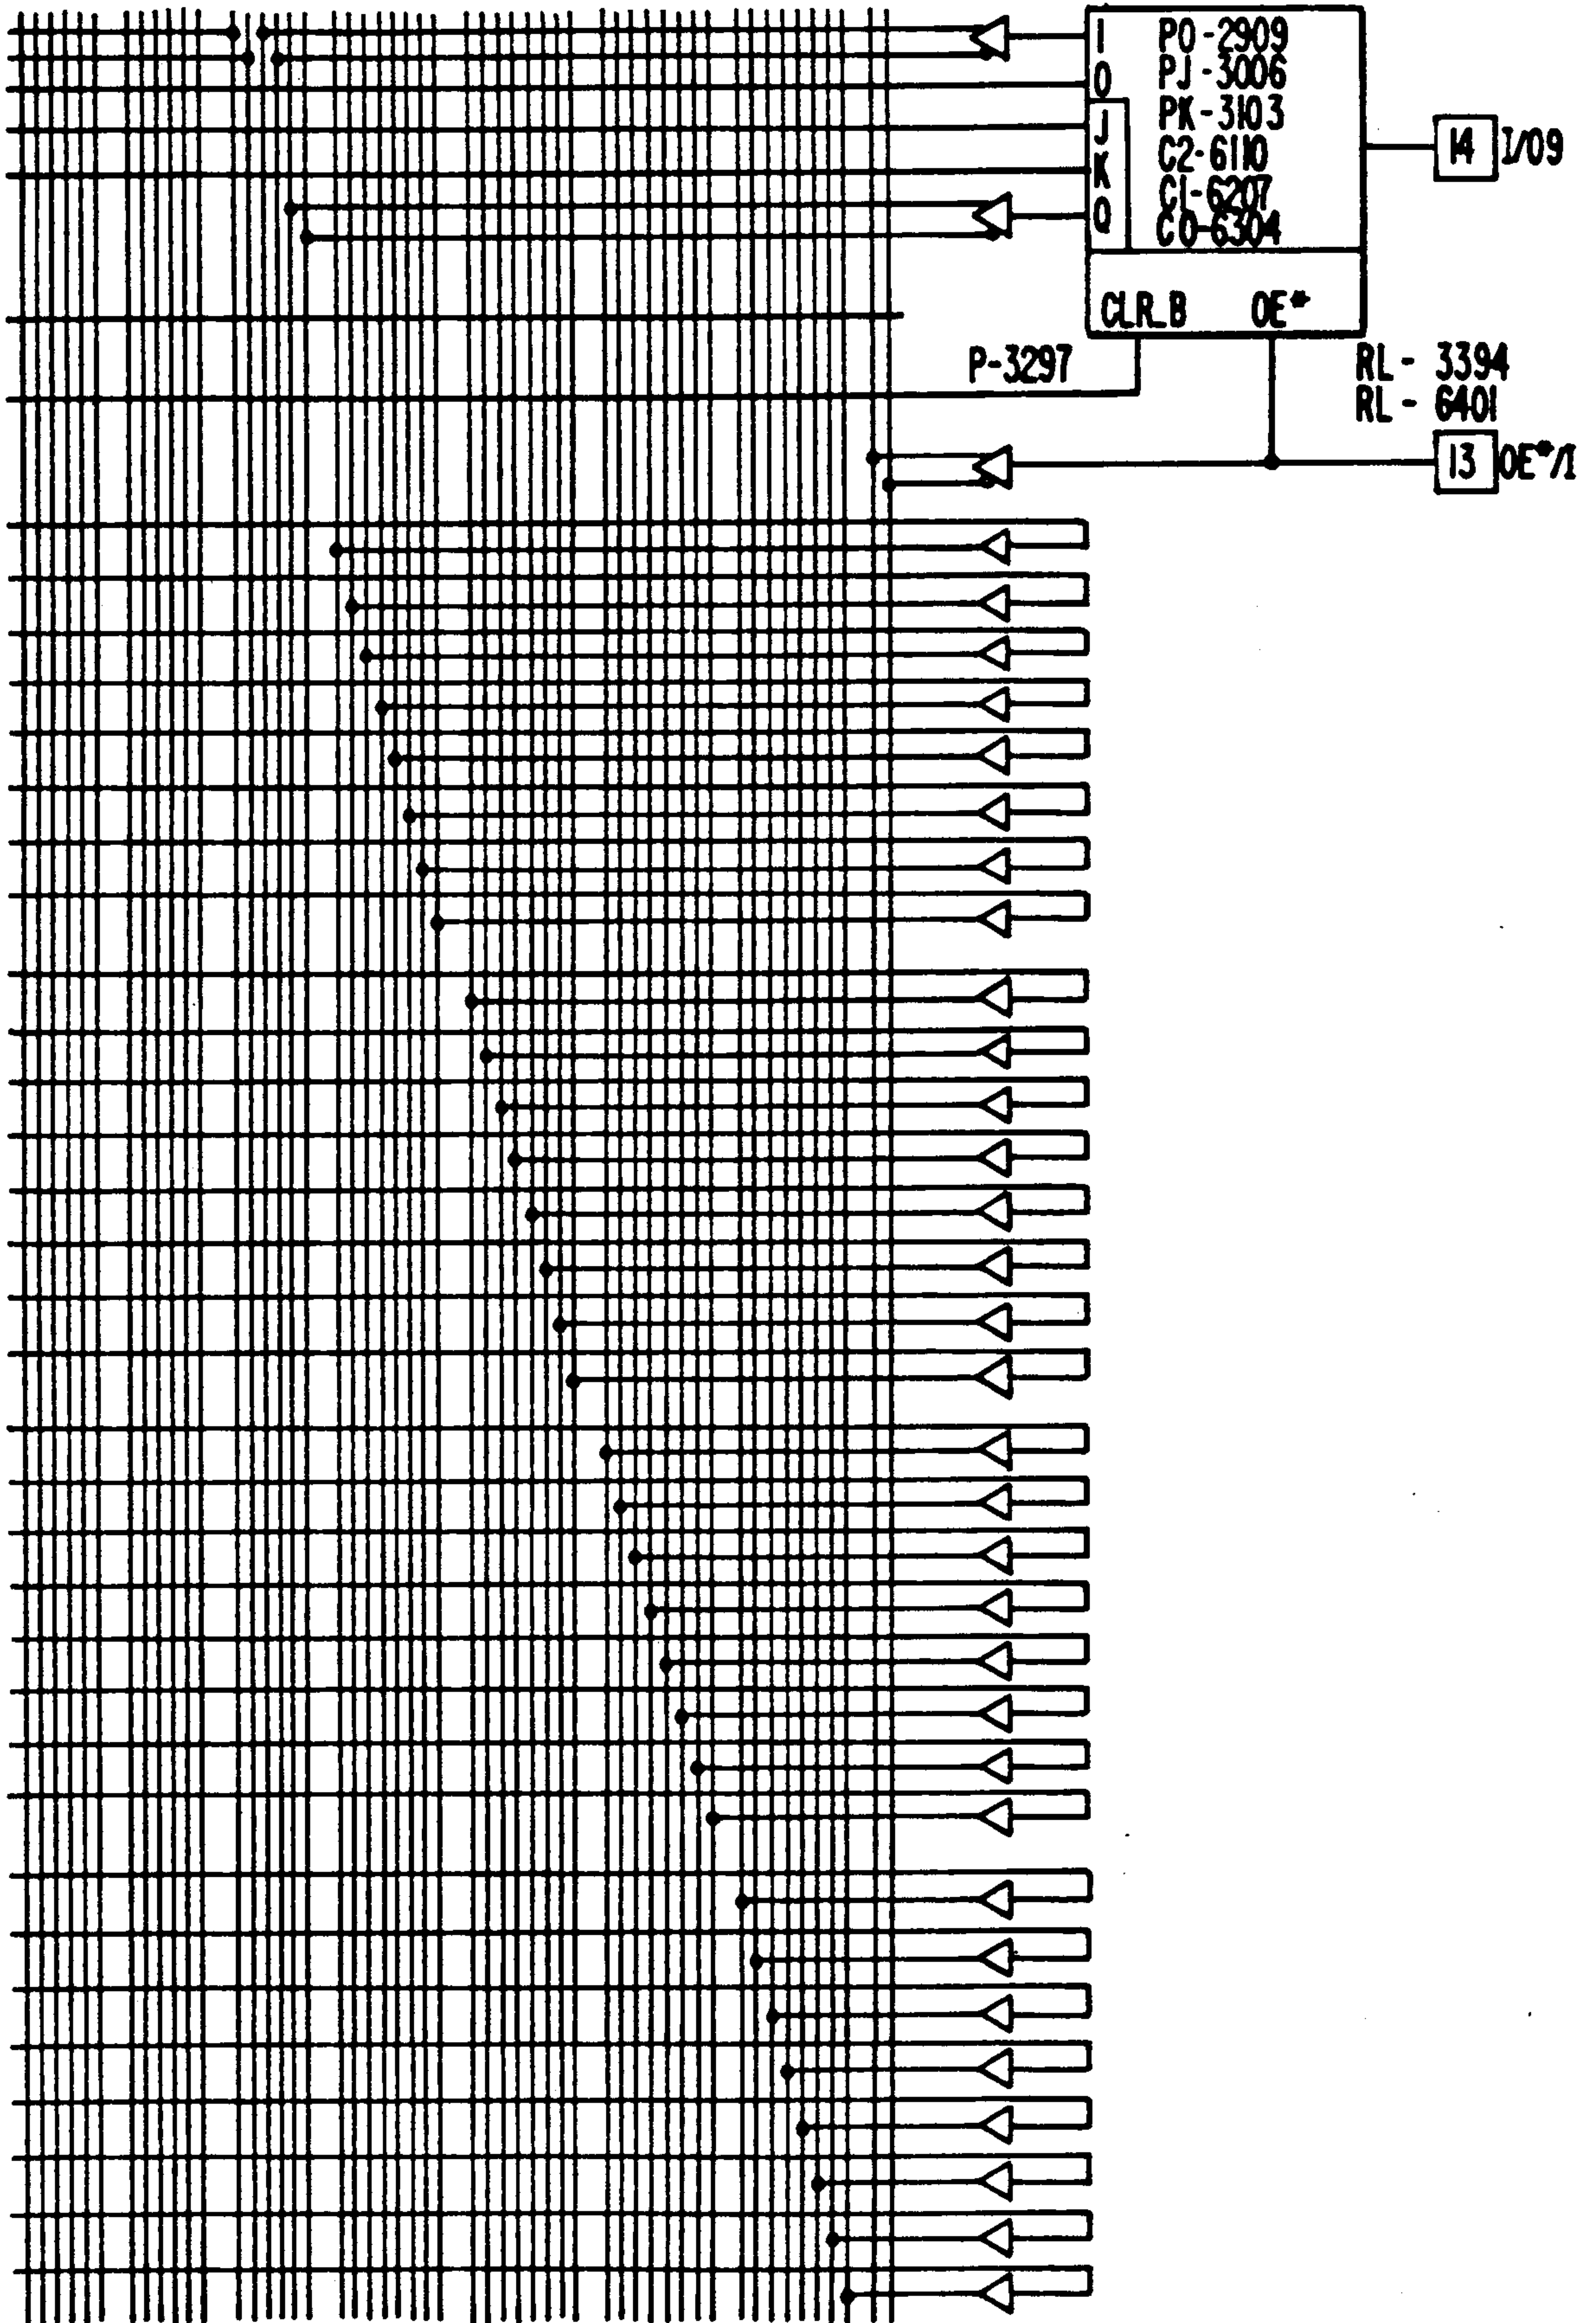 I PO-2909
O PJ-3006
J PK-3103
K C2-6110
Q C1-6207
C0-6304
14 I/O9
CLR_B OE*
P-3297
RL- 3394
RL- 6401
13 OE*/I